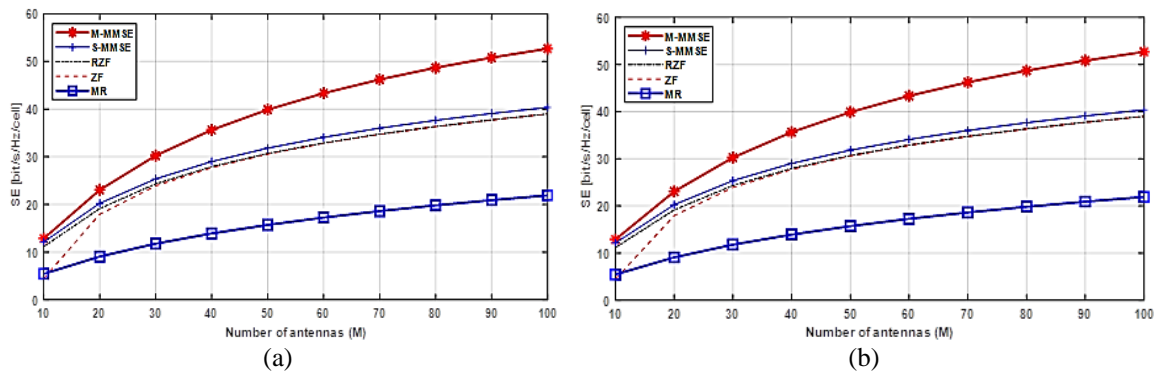 60
50
40
30
20
10
0
SE [bit/s/Hz/cell]
M-MMSE
S-MMSE
RZF
ZF
MR
10 20 30 40 50 60 70 80 90 100
Number of antennas (M)
(a)
60
50
40
30
20
10
0
SE [bit/s/Hz/cell]
M-MMSE
S-MMSE
RZF
ZF
MR
10 20 30 40 50 60 70 80 90 100
Number of antennas (M)
(b)